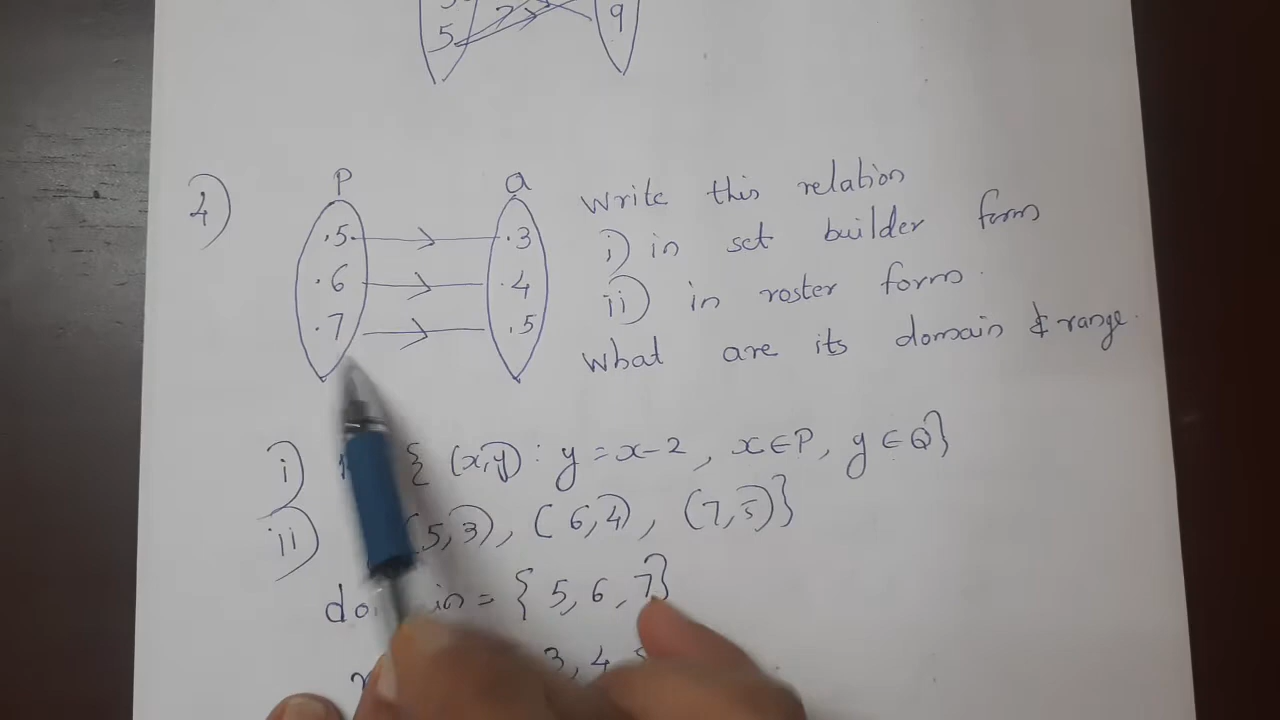 5 9
4)
P Q
.5 .3
.6 .4
.7 .5
Write this relation
i) in set builder form
ii) in roster form.
What are its domain & range.
i) { (x,y) : y = x-2 , x ∈ P, y ∈ Q}
ii) (5,3), (6,4), (7,5)}
= { 5, 6, 7}
3, 4